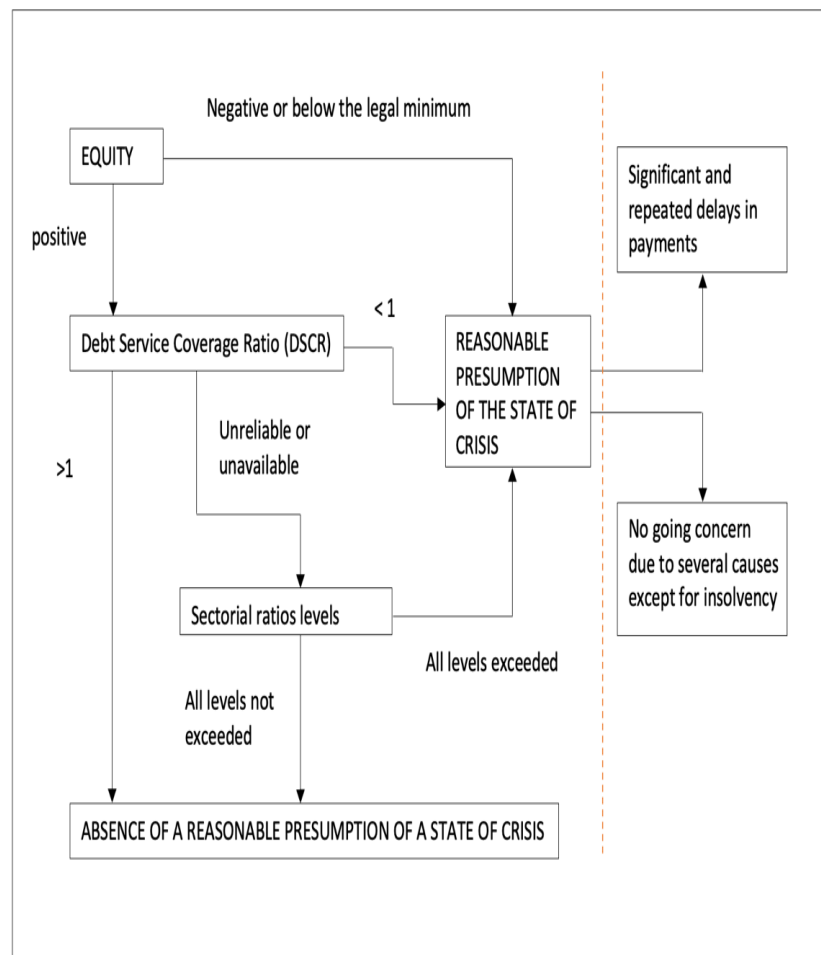 Negative or below the legal minimum
EQUITY
Significant and
repeated delays in
payments
positive
< 1
Debt Service Coverage Ratio (DSCR)
REASONABLE
PRESUMPTION
OF THE STATE OF
CRISIS
Unreliable or
unavailable
>1
No going concern
due to several causes
except for insolvency
Sectorial ratios levels
All levels exceeded
All levels not
exceeded
ABSENCE OF A REASONABLE PRESUMPTION OF A STATE OF CRISIS